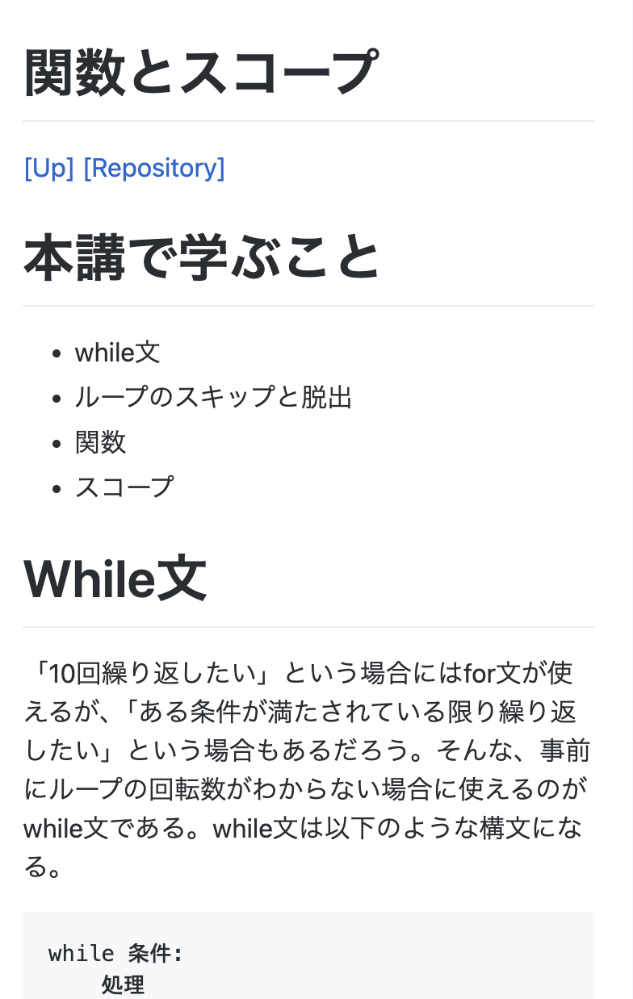 関数とスコープ
[Up] [Repository]
本講で学ぶこと
• while文
• ループのスキップと脱出
• 関数
• スコープ
While文
「10回繰り返したい」という場合にはfor文が使
えるが、「ある条件が満たされている限り繰り返
したい」という場合もあるだろう。そんな、事前
にループの回転数がわからない場合に使えるのが
while文である。while文は以下のような構文にな
る。
while 条件:
    処理